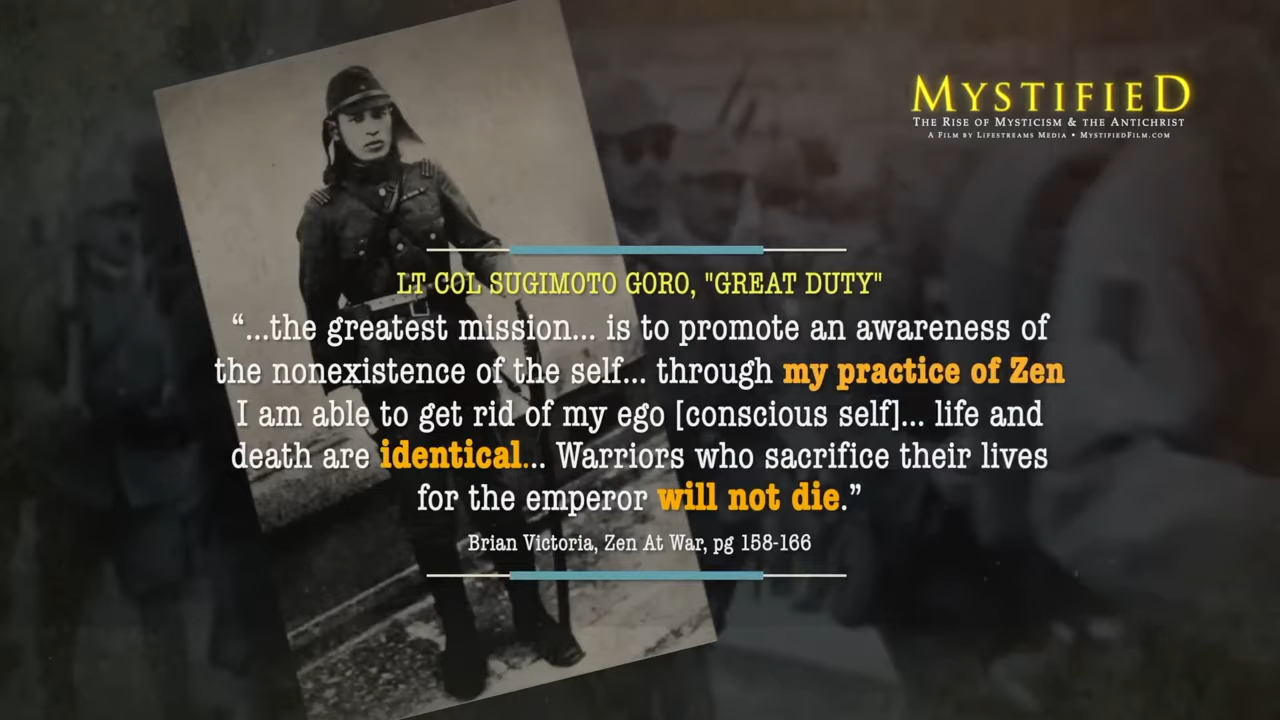 MYSTIFIED
THE RISE OF MYSTICISM & THE ANTICHRIST
A FILM BY LIFESTREAMS MEDIA • MYSTIFIEDFILM.COM
LT COL SUGIMOTO GORO, "GREAT DUTY"
“...the greatest mission... is to promote an awareness of
the nonexistence of the self... through my practice of Zen
I am able to get rid of my ego [conscious self]... life and
death are identical... Warriors who sacrifice their lives
for the emperor will not die.”
Brian Victoria, Zen At War, pg 158-166